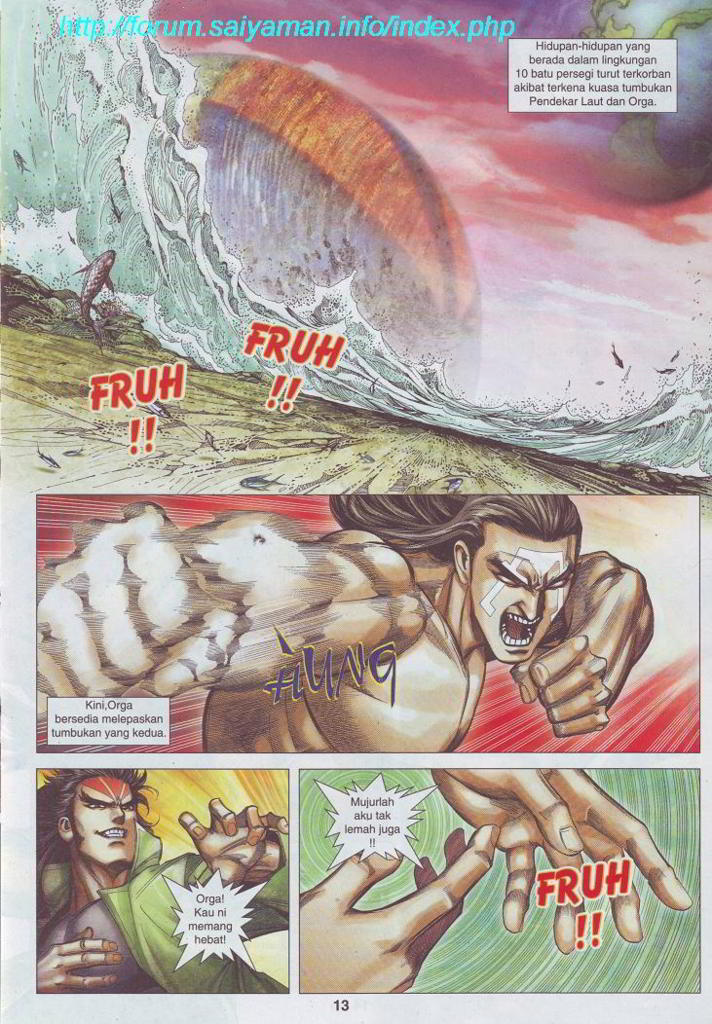 http://forum.saiyaman.info/index.php
Hidupan-hidupan yang
berada dalam lingkungan
10 batu persegi turut terkorban
akibat terkena kuasa tumbukan
Pendekar Laut dan Orga.
FRUH
!!
FRUH
!!
HUNG
Kini,Orga
bersedia melepaskan
tumbukan yang kedua.
Orga!
Kau ni
memang
hebat!
Mujurlah
aku tak
lemah juga
!!
FRUH
!!
13